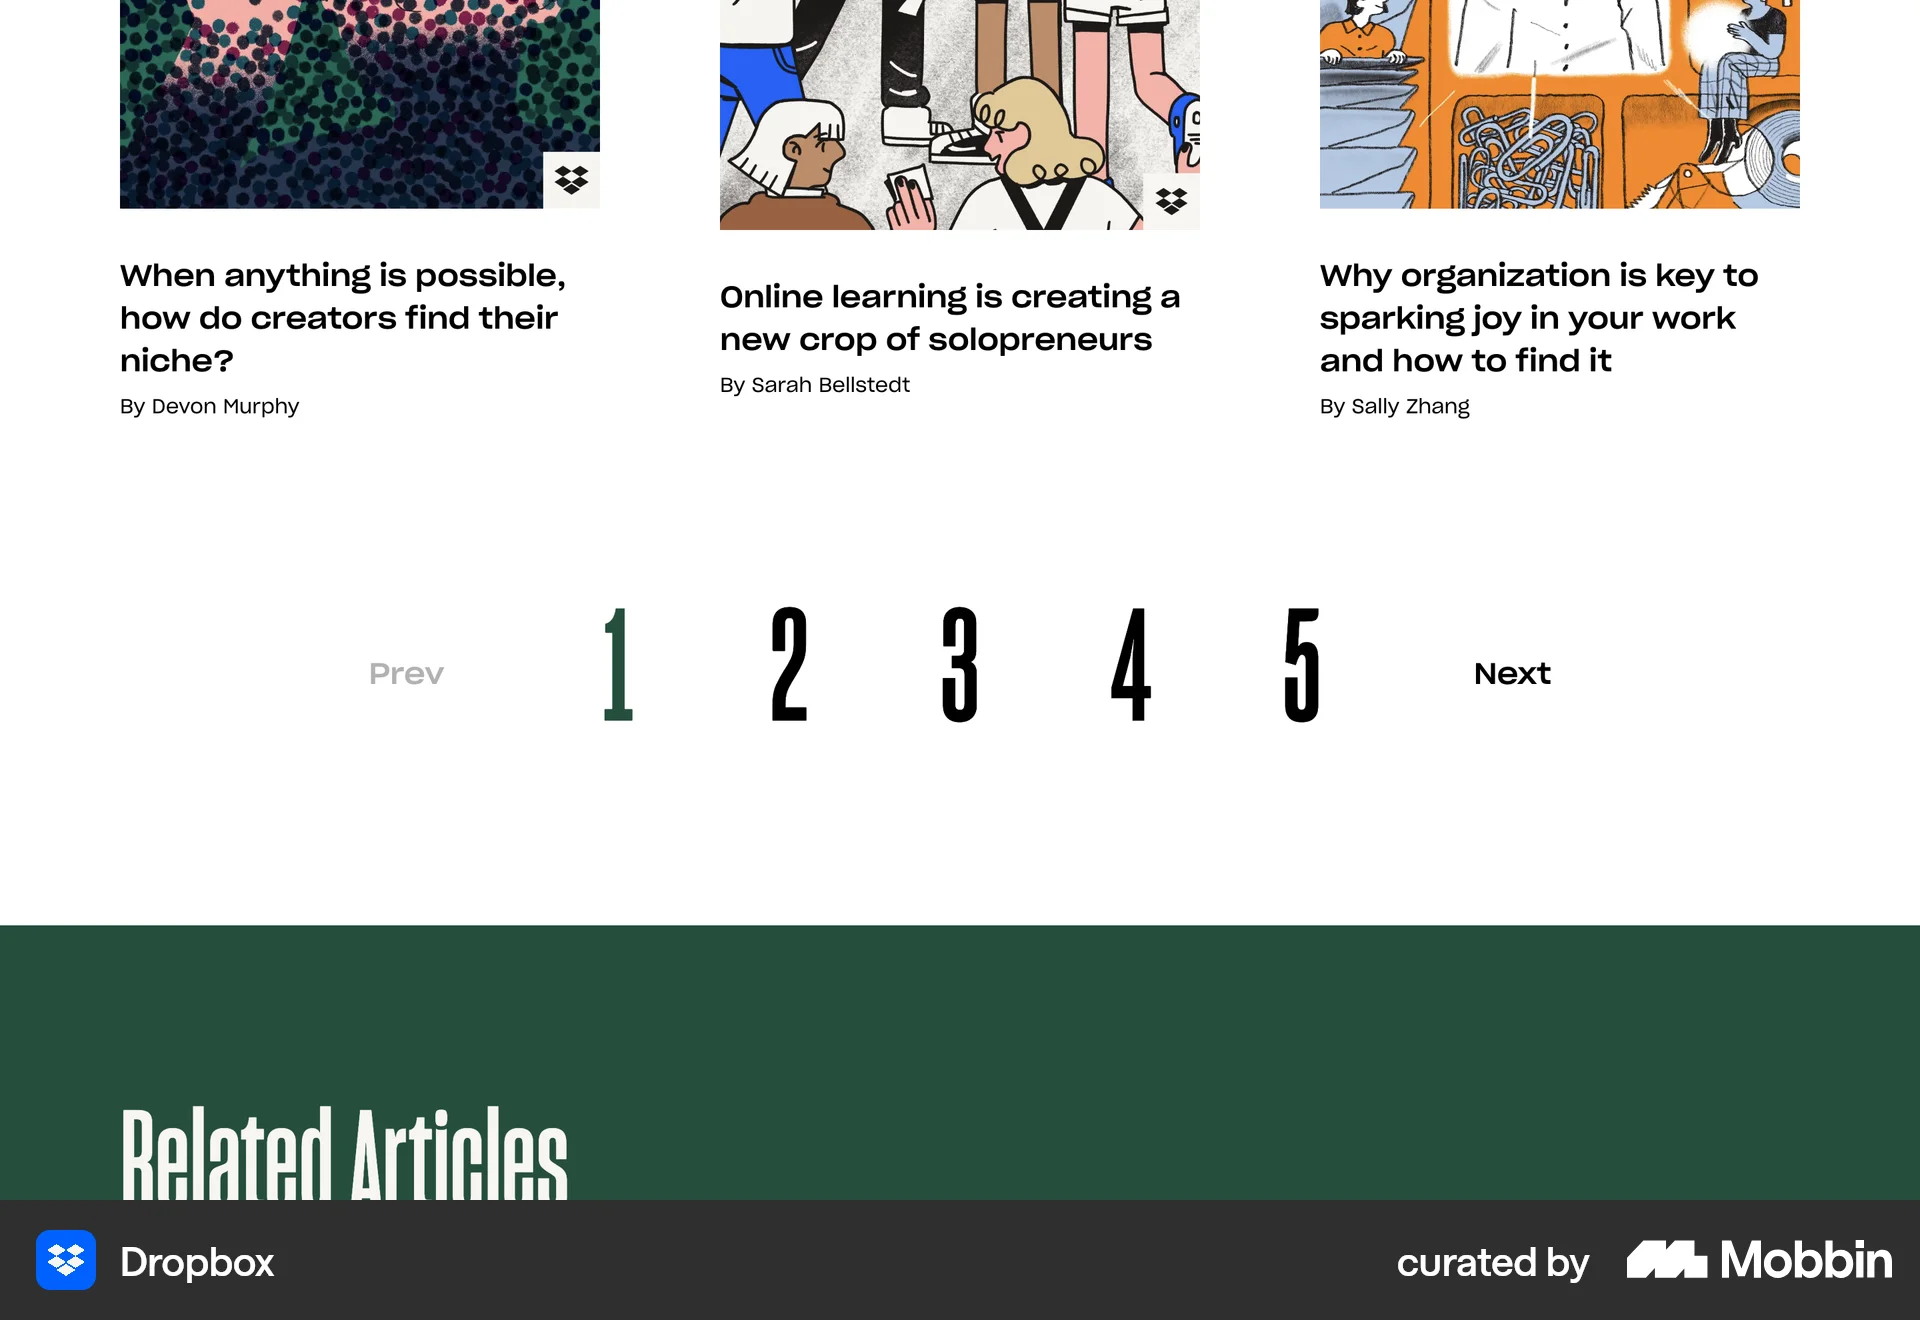 When anything is possible,
how do creators find their
niche?
By Devon Murphy
Online learning is creating a
new crop of solopreneurs
By Sarah Bellstedt
Why organization is key to
sparking joy in your work
and how to find it
By Sally Zhang
Prev 1 2 3 4 5 Next
Related Articles
Dropbox
curated by Mobbin